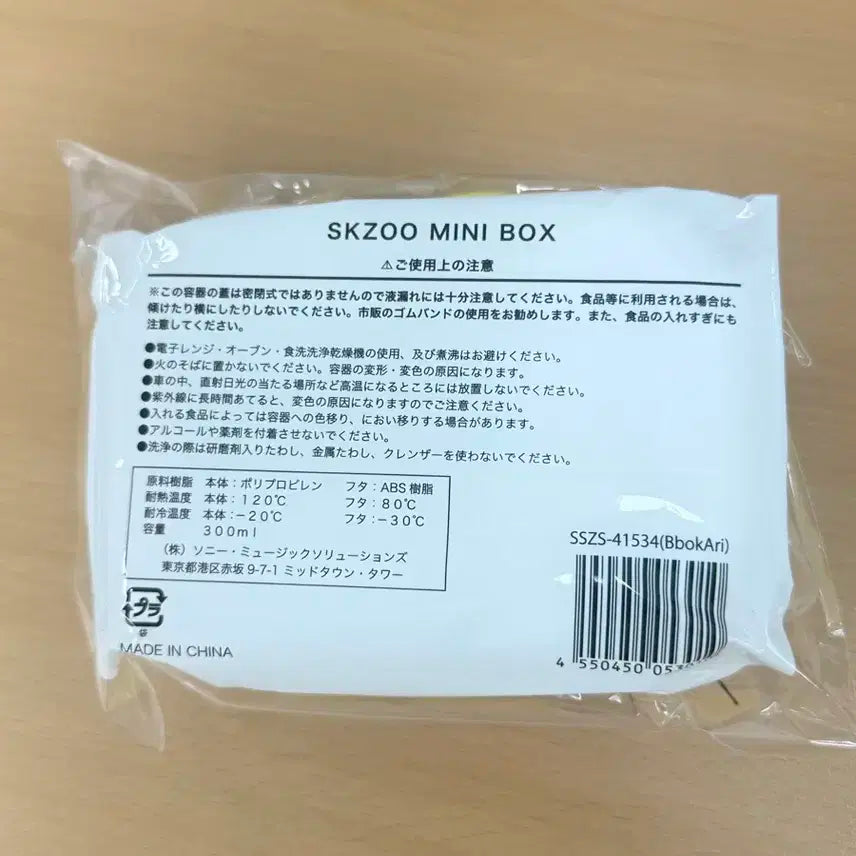 SKZOO MINI BOX
⚠ご使用上の注意
※この容器の蓋は密閉式ではありませんので液漏れには十分注意してください。食品等に利用される場合は、
傾けたり横にしたりしないでください。市販のゴムバンドの使用をお勧めします。また、食品の入れすぎにも
注意してください。
●電子レンジ・オーブン・食洗洗浄乾燥機の使用、及び煮沸はお避けください。
●火のそばに置かないでください。容器の変形・変色の原因になります。
●車の中、直射日光の当たる場所など高温になるところには放置しないでください。
●紫外線に長時間あてると、変色の原因になりますのでご注意ください。
●入れる食品によっては容器への色移り、におい移りする場合があります。
●アルコールや薬剤を付着させないでください。
●洗浄の際は研磨剤入りたわし、金属たわし、クレンザーを使わないでください。
原料樹脂 本体：ポリプロピレン フタ：ABS樹脂
耐熱温度 本体：120℃ フタ：80℃
耐冷温度 本体：−20℃ フタ：−30℃
容量 300ml
（株）ソニー・ミュージックソリューションズ
東京都港区赤坂9-7-1 ミッドタウン・タワー
プラ
袋
MADE IN CHINA
SSZS-41534(BbokAri)
4 550450 05